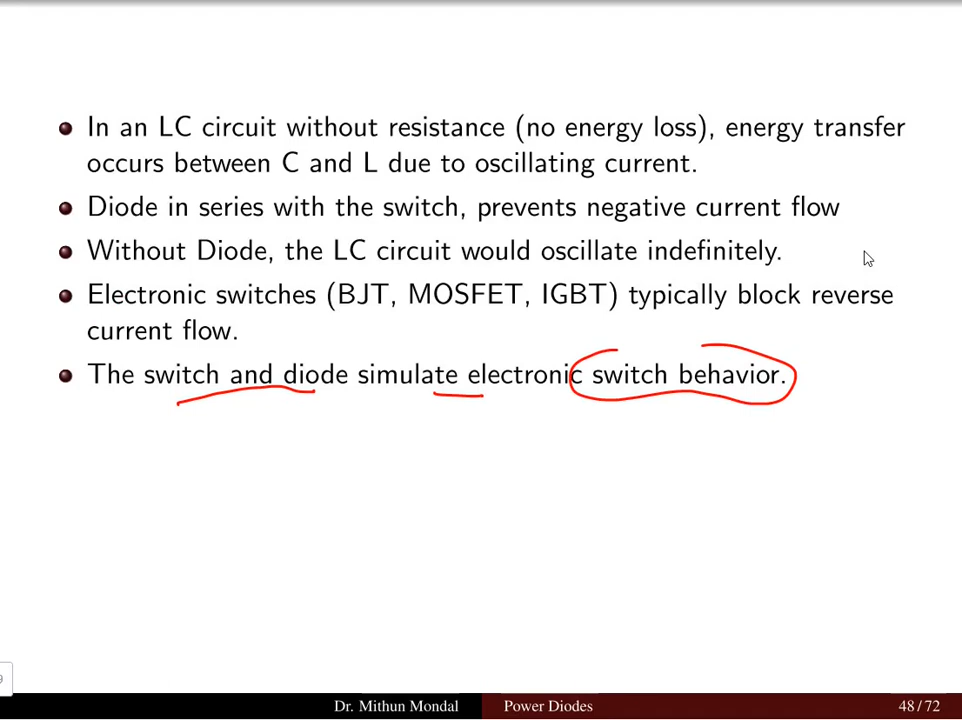 In an LC circuit without resistance (no energy loss), energy transfer
occurs between C and L due to oscillating current.
Diode in series with the switch, prevents negative current flow
Without Diode, the LC circuit would oscillate indefinitely.
Electronic switches (BJT, MOSFET, IGBT) typically block reverse
current flow.
The switch and diode simulate electronic switch behavior.
9
Dr. Mithun Mondal Power Diodes 48/72